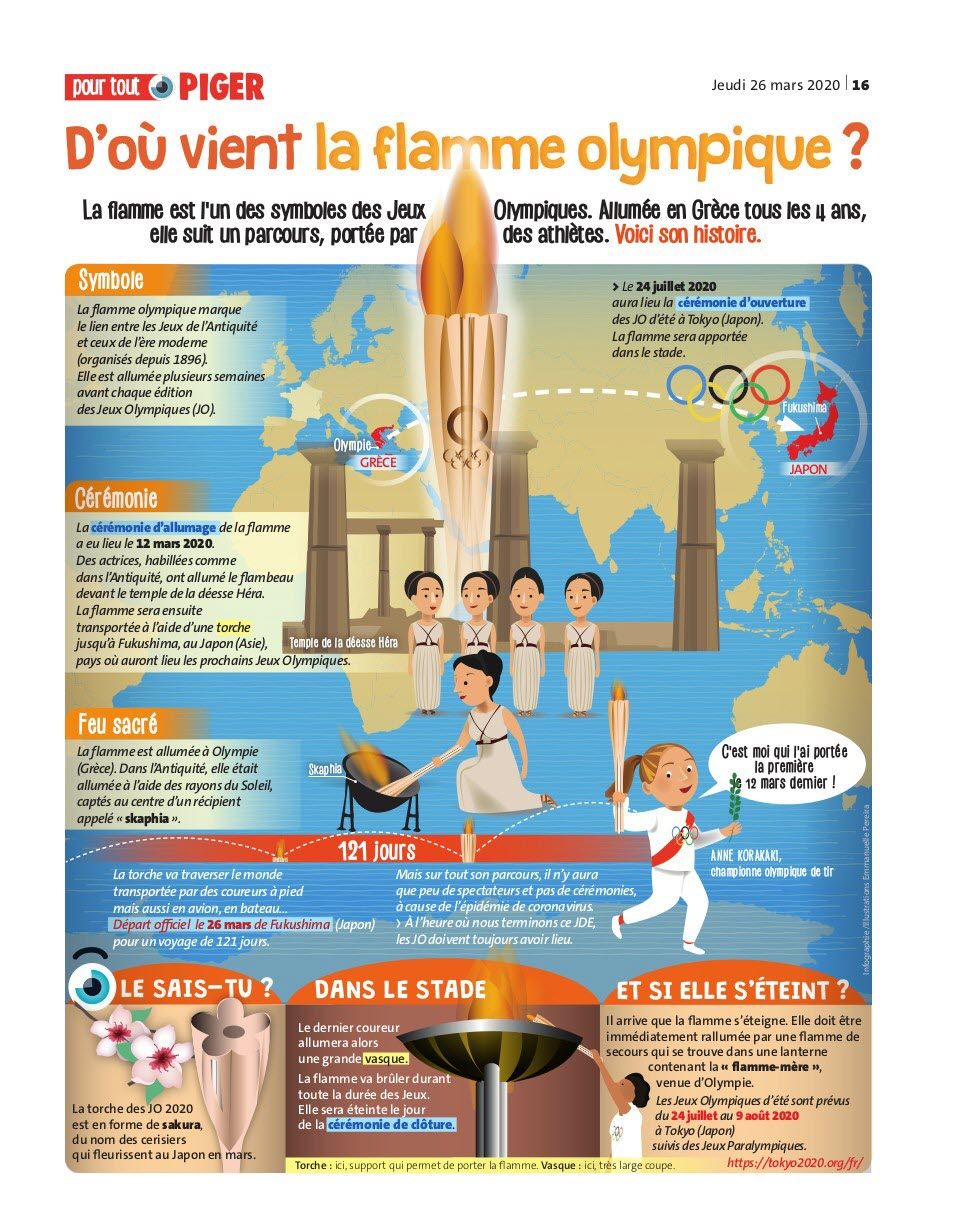 pour tout PIGER
Jeudi 26 mars 2020 | 16
D'où vient la flamme olympique ?
La flamme est l'un des symboles des Jeux Olympiques. Allumée en Grèce tous les 4 ans,
elle suit un parcours, portée par des athlètes. Voici son histoire.
Symbole
La flamme olympique marque
le lien entre les Jeux de l'Antiquité
et ceux de l'ère moderne
(organisés depuis 1896).
Elle est allumée plusieurs semaines
avant chaque édition
des Jeux Olympiques (JO).
> Le 24 juillet 2020
aura lieu la cérémonie d'ouverture
des JO d'été à Tokyo (Japon).
La flamme sera apportée
dans le stade.
Olympie
GRÈCE
Fukushima
JAPON
Cérémonie
La cérémonie d'allumage de la flamme
a eu lieu le 12 mars 2020.
Des actrices, habillées comme
dans l'Antiquité, ont allumé le flambeau
devant le temple de la déesse Héra.
La flamme sera ensuite
transportée à l'aide d'une torche
jusqu'à Fukushima, au Japon (Asie),
pays où auront lieu les prochains Jeux Olympiques.
Temple de la déesse Héra
Feu sacré
La flamme est allumée à Olympie
(Grèce). Dans l'Antiquité, elle était
allumée à l'aide des rayons du Soleil,
captés au centre d'un récipient
appelé « skaphia ».
Skaphia
C'est moi qui l'ai portée
la première
le 12 mars dernier !
ANNE KORAKAKI,
championne olympique de tir
121 jours
La torche va traverser le monde
transportée par des coureurs à pied
mais aussi en avion, en bateau...
Départ officiel le 26 mars de Fukushima (Japon)
pour un voyage de 121 jours.
Mais sur tout son parcours, il n'y aura
que peu de spectateurs et pas de cérémonies,
à cause de l'épidémie de coronavirus.
> À l'heure où nous terminons ce JDE,
les JO doivent toujours avoir lieu.
Infographie /Illustrations Emmanuelle Pereira
LE SAIS-TU ?
La torche des JO 2020
est en forme de sakura,
du nom des cerisiers
qui fleurissent au Japon en mars.
DANS LE STADE
Le dernier coureur
allumera alors
une grande vasque.
La flamme va brûler durant
toute la durée des Jeux.
Elle sera éteinte le jour
de la cérémonie de clôture.
ET SI ELLE S'ÉTEINT ?
Il arrive que la flamme s'éteigne. Elle doit être
immédiatement rallumée par une flamme de
secours qui se trouve dans une lanterne
contenant la « flamme-mère »,
venue d'Olympie.
Les Jeux Olympiques d'été sont prévus
du 24 juillet au 9 août 2020
à Tokyo (Japon)
suivis des Jeux Paralympiques.
https://tokyo2020.org/fr/
Torche : ici, support qui permet de porter la flamme. Vasque : ici, très large coupe.